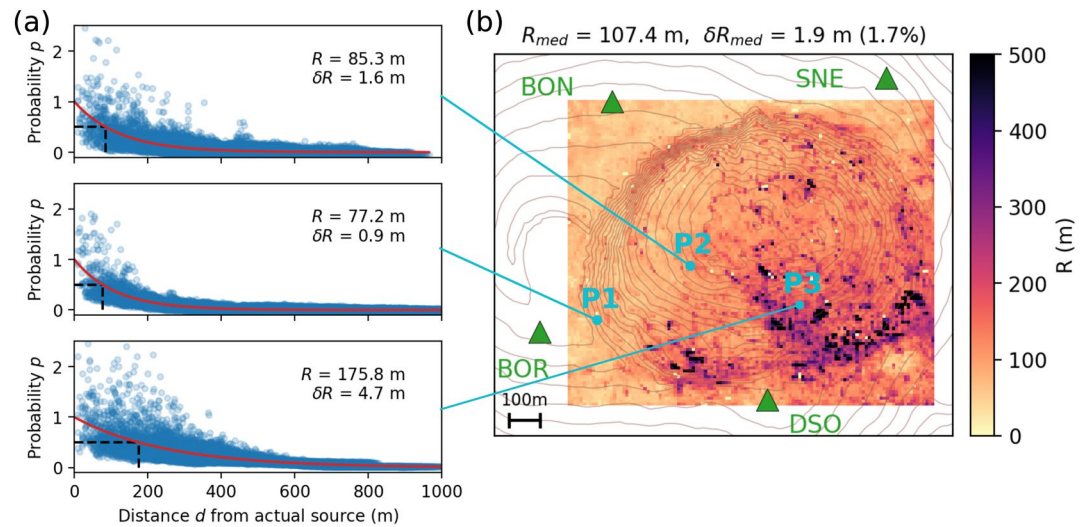 (a)
Probability p
2
1
0
R = 85.3 m
δR = 1.6 m
Probability p
2
1
0
R = 77.2 m
δR = 0.9 m
Probability p
2
1
0
R = 175.8 m
δR = 4.7 m
0 200 400 600 800 1000
Distance d from actual source (m)
(b)
R_med = 107.4 m, δR_med = 1.9 m (1.7%)
BON
SNE
P2
P3
P1
BOR
100m
DSO
500
400
300
200
100
0
R (m)